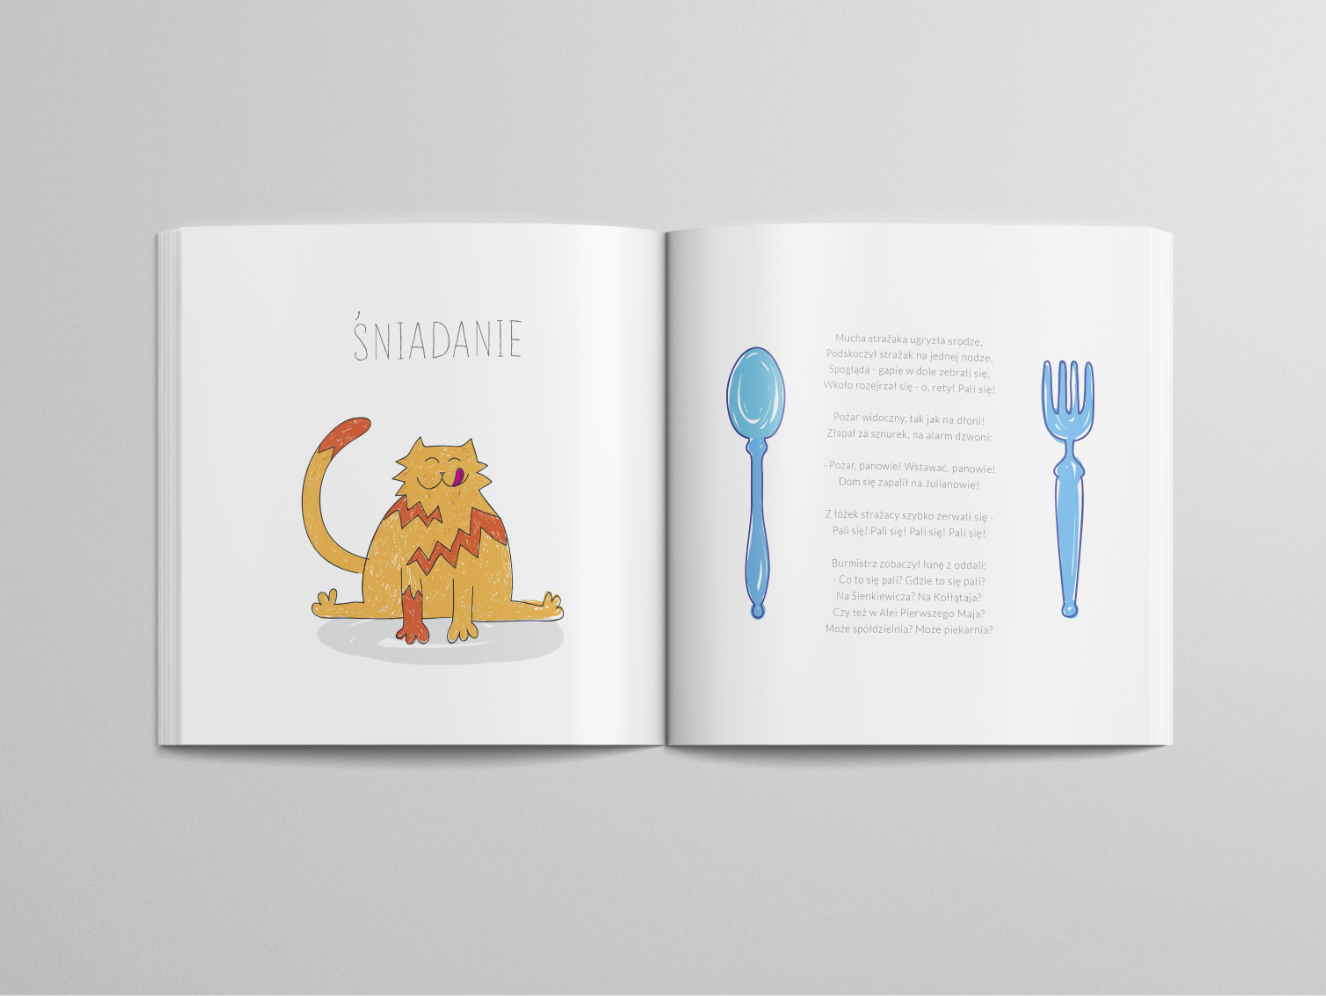 ŚNIADANIE
Mucha strażaka ugryzła srodze,
Podskoczył strażak na jednej nodze,
Spogląda - gapie w dole zebrali się,
Wkoło rozejrzał się - o, rety! Pali się!
Pożar widoczny, tak jak na dłoni!
Złapał za sznurek, na alarm dzwoni:
- Pożar, panowie! Wstawać, panowie!
Dom się zapalił na Julianowie!
Z łóżek strażacy szybko zerwali się -
Pali się! Pali się! Pali się! Pali się!
Burmistrz zobaczył łunę z oddali:
- Co to się pali? Gdzie to się pali?
Na Sienkiewicza? Na Kołłątaja?
Czy też w Alei Pierwszego Maja?
Może spółdzielnia? Może piekarnia?